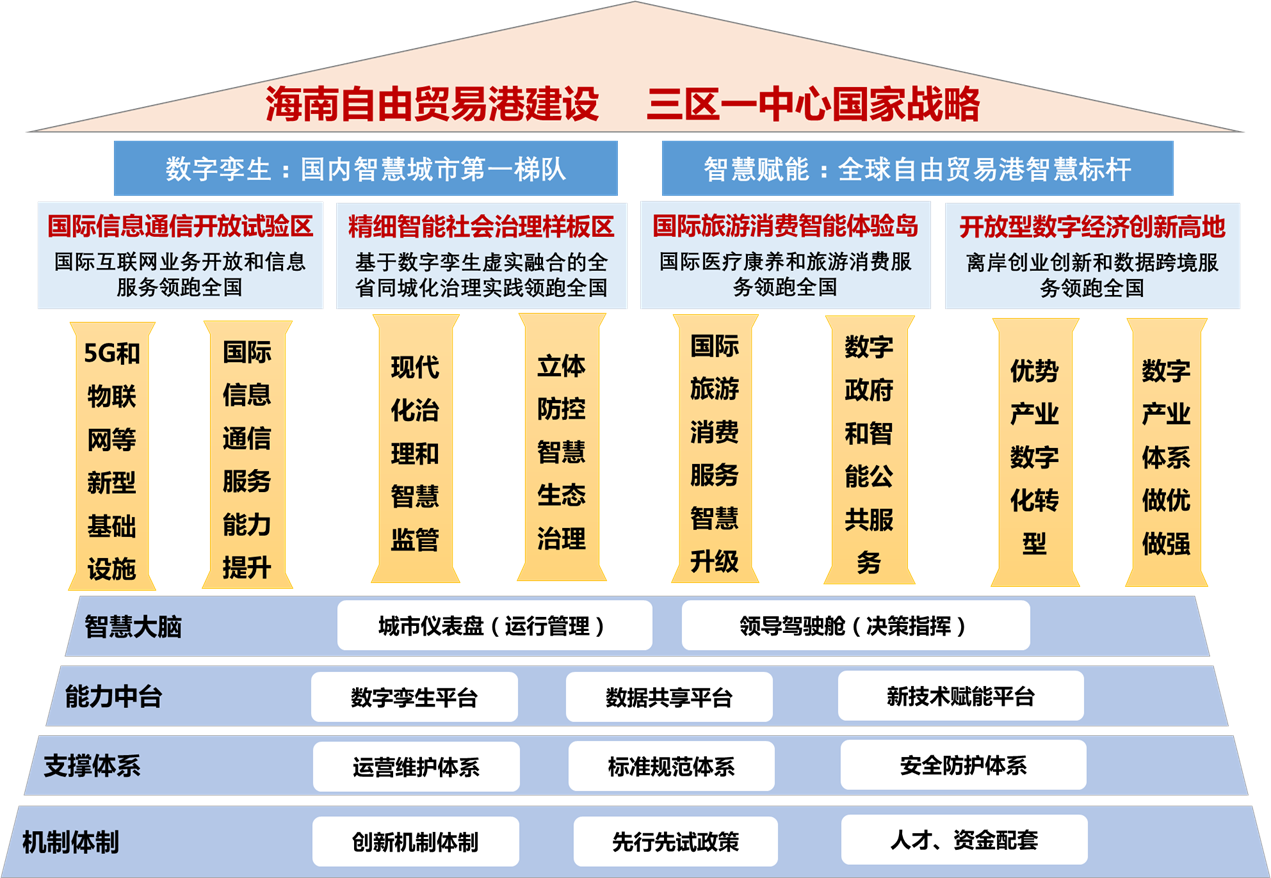 海南自由贸易港建设 三区一中心国家战略
数字孪生：国内智慧城市第一梯队
智慧赋能：全球自由贸易港智慧标杆
国际信息通信开放试验区
国际互联网业务开放和信息
服务领跑全国
精细智能社会治理样板区
基于数字孪生虚实融合的全
省同城化治理实践领跑全国
国际旅游消费智能体验岛
国际医疗康养和旅游消费服
务领跑全国
开放型数字经济创新高地
离岸创业创新和数据跨境服
务领跑全国
5G和
物联
网等
新型
基础
设施
国际
信息
通信
服务
能力
提升
现代
化治
理和
智慧
监管
立体
防控
智慧
生态
治理
国际
旅游
消费
服务
智慧
升级
数字
政府
和智
能公
共服
务
优势
产业
数字
化转
型
数字
产业
体系
做优
做强
智慧大脑
城市仪表盘（运行管理）
领导驾驶舱（决策指挥）
能力中台
数字孪生平台
数据共享平台
新技术赋能平台
支撑体系
运营维护体系
标准规范体系
安全防护体系
机制体制
创新机制体制
先行先试政策
人才、资金配套